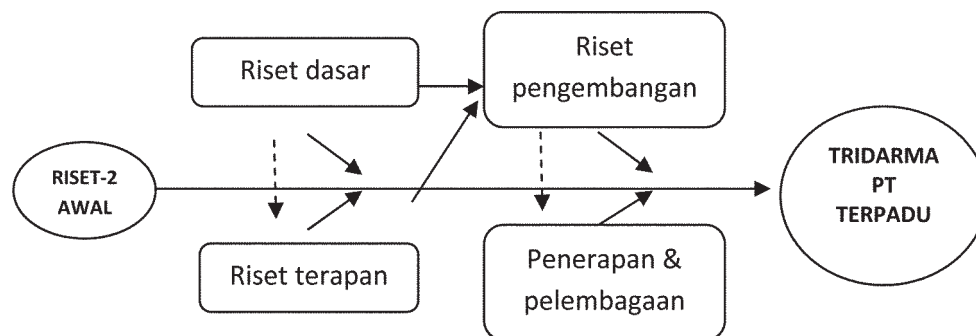 Riset dasar
Riset
pengembangan
RISET-2
AWAL
TRIDARMA
PT
TERPADU
Riset terapan
Penerapan &
pelembagaan